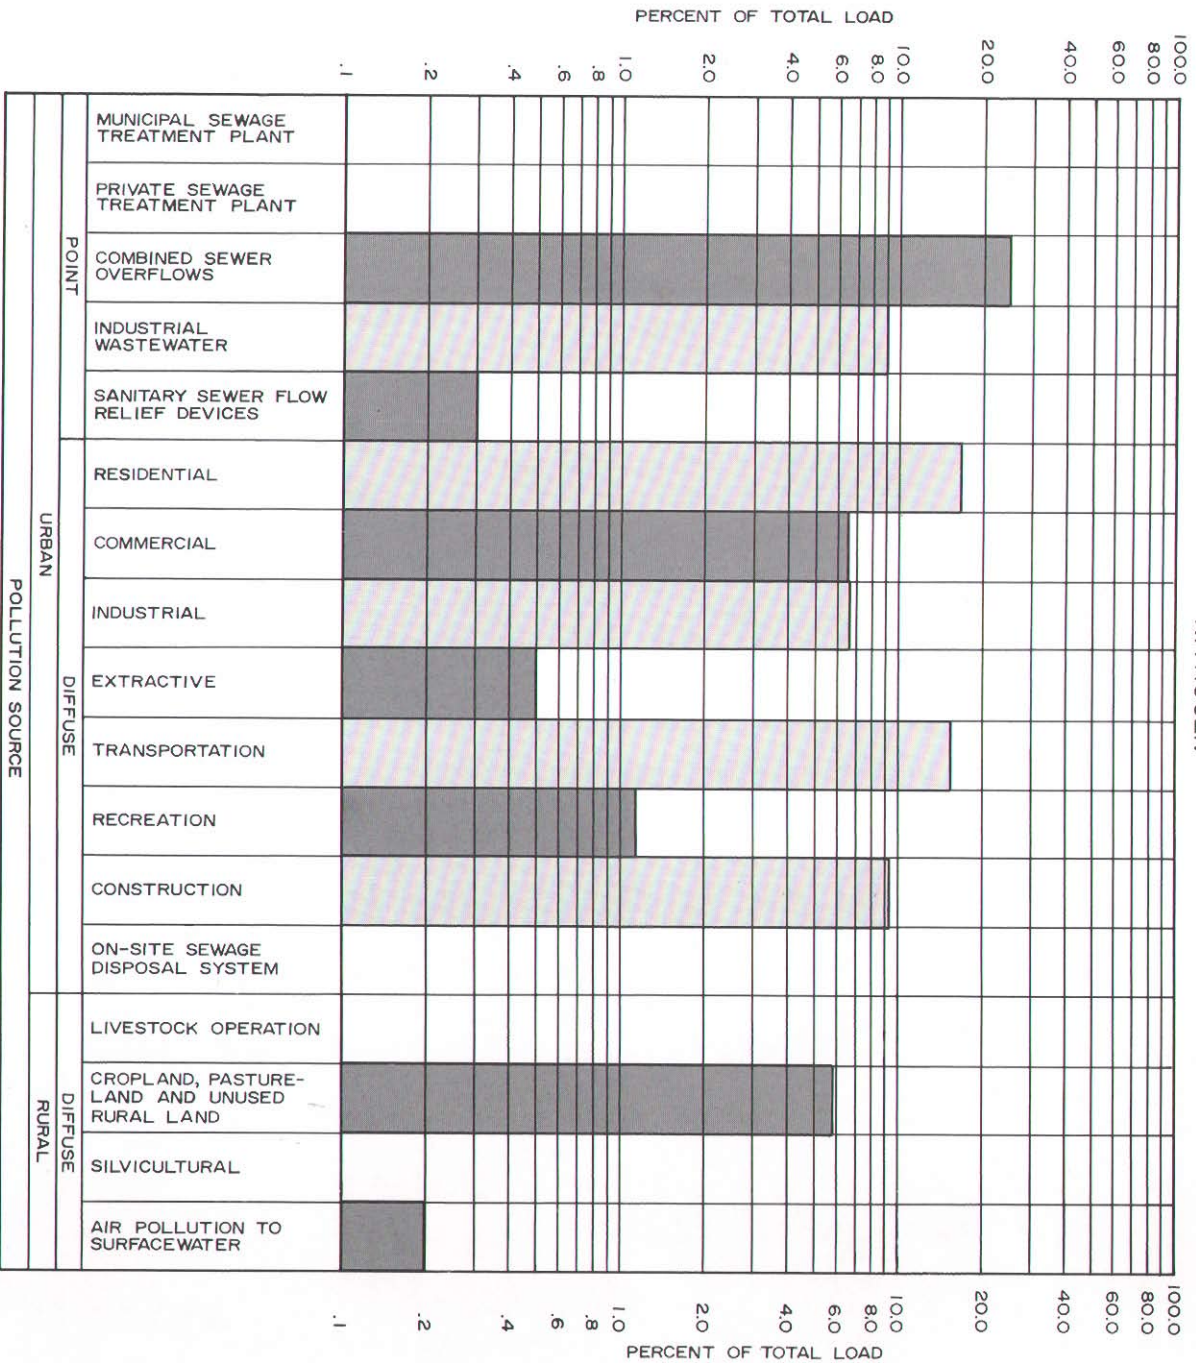 PERCENT OF TOTAL LOAD
.1
.2
.4
.6
.8
1.0
2.0
4.0
6.0
8.0
10.0
20.0
40.0
60.0
80.0
100.0
MUNICIPAL SEWAGE
TREATMENT PLANT
PRIVATE SEWAGE
TREATMENT PLANT
COMBINED SEWER
OVERFLOWS
INDUSTRIAL
WASTEWATER
SANITARY SEWER FLOW
RELIEF DEVICES
RESIDENTIAL
COMMERCIAL
INDUSTRIAL
EXTRACTIVE
TRANSPORTATION
RECREATION
CONSTRUCTION
ON-SITE SEWAGE
DISPOSAL SYSTEM
LIVESTOCK OPERATION
CROPLAND, PASTURE-
LAND AND UNUSED
RURAL LAND
SILVICULTURAL
AIR POLLUTION TO
SURFACEWATER
POINT
DIFFUSE
DIFFUSE
URBAN
RURAL
POLLUTION SOURCE
.1
.2
.4
.6
.8
1.0
2.0
4.0
6.0
8.0
10.0
20.0
40.0
60.0
80.0
100.0
PERCENT OF TOTAL LOAD